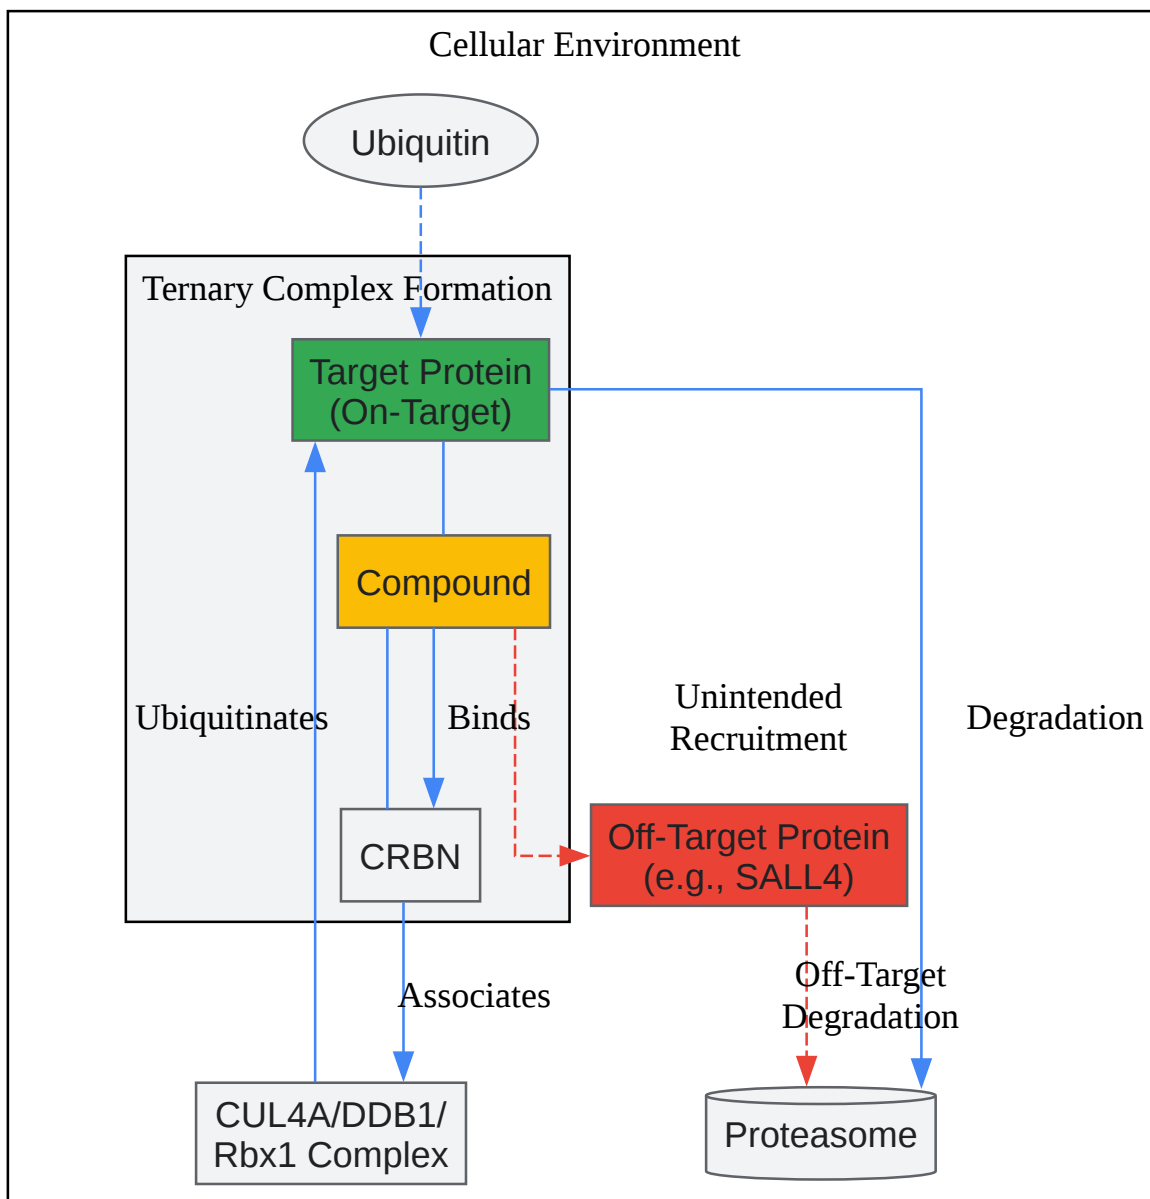 Cellular Environment
Ubiquitin
Ternary Complex Formation
Target Protein
(On-Target)
Compound
Ubiquitinates
Binds
Unintended
Recruitment
Degradation
CRBN
Off-Target Protein
(e.g., SALL4)
Associates
Off-Target
Degradation
CUL4A/DDB1/
Rbx1 Complex
Proteasome